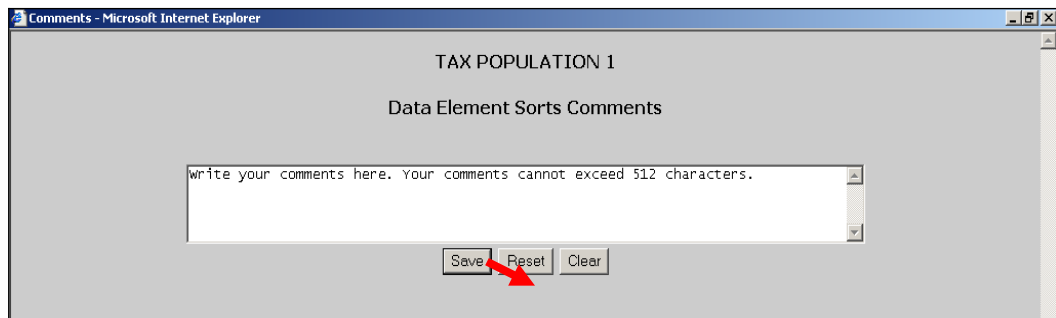 Comments - Microsoft Internet Explorer
TAX POPULATION 1
Data Element Sorts Comments
Write your comments here. Your comments cannot exceed 512 characters.
Save Reset Clear